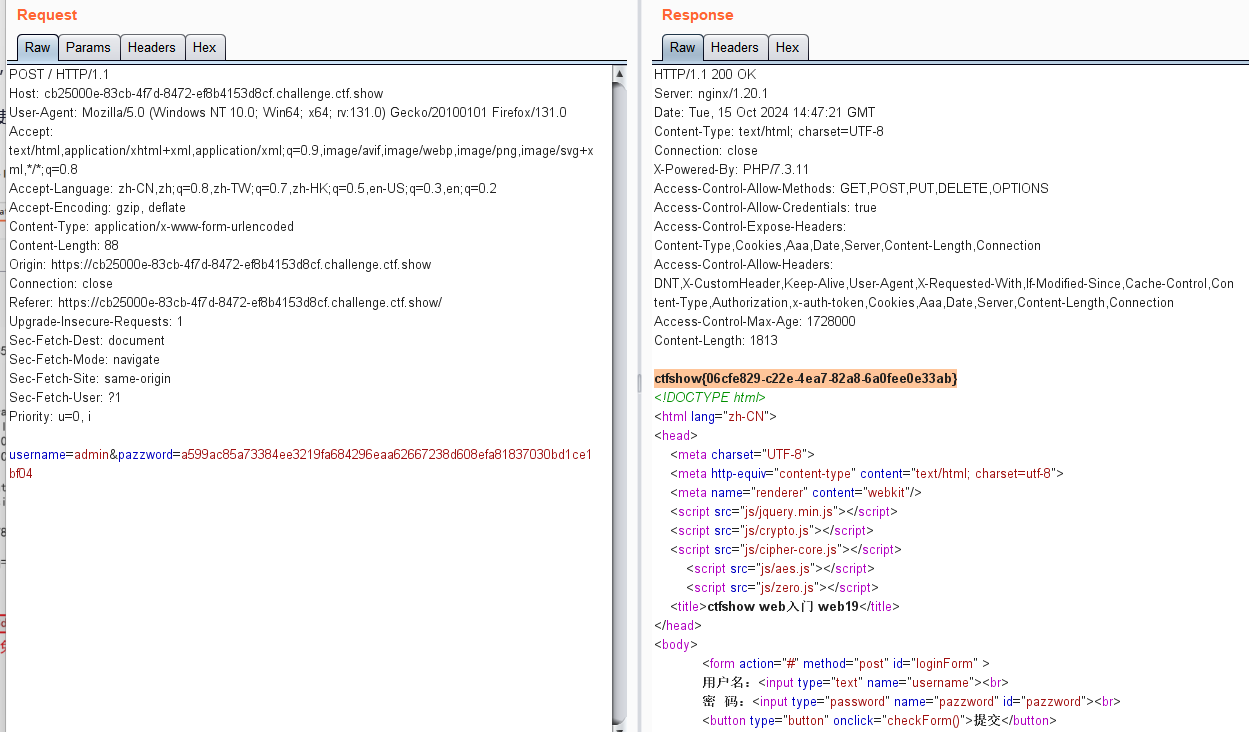 Request
Raw Params Headers Hex
POST / HTTP/1.1
Host: cb25000e-83cb-4f7d-8472-ef8b4153d8cf.challenge.ctf.show
User-Agent: Mozilla/5.0 (Windows NT 10.0; Win64; x64; rv:131.0) Gecko/20100101 Firefox/131.0
Accept:
text/html,application/xhtml+xml,application/xml;q=0.9,image/avif,image/webp,image/png,image/svg+x
ml,*/*;q=0.8
Accept-Language: zh-CN,zh;q=0.8,zh-TW;q=0.7,zh-HK;q=0.5,en-US;q=0.3,en;q=0.2
Accept-Encoding: gzip, deflate
Content-Type: application/x-www-form-urlencoded
Content-Length: 88
Origin: https://cb25000e-83cb-4f7d-8472-ef8b4153d8cf.challenge.ctf.show
Connection: close
Referer: https://cb25000e-83cb-4f7d-8472-ef8b4153d8cf.challenge.ctf.show/
Upgrade-Insecure-Requests: 1
Sec-Fetch-Dest: document
Sec-Fetch-Mode: navigate
Sec-Fetch-Site: same-origin
Sec-Fetch-User: ?1
Priority: u=0, i
username=admin&pazzword=a599ac85a73384ee3219fa684296eaa62667238d608efa81837030bd1ce1
bf04
Response
Raw Headers Hex
HTTP/1.1 200 OK
Server: nginx/1.20.1
Date: Tue, 15 Oct 2024 14:47:21 GMT
Content-Type: text/html; charset=UTF-8
Connection: close
X-Powered-By: PHP/7.3.11
Access-Control-Allow-Methods: GET,POST,PUT,DELETE,OPTIONS
Access-Control-Allow-Credentials: true
Access-Control-Expose-Headers:
Content-Type,Cookies,Aaa,Date,Server,Content-Length,Connection
Access-Control-Allow-Headers:
DNT,X-CustomHeader,Keep-Alive,User-Agent,X-Requested-With,If-Modified-Since,Cache-Control,Con
tent-Type,Authorization,x-auth-token,Cookies,Aaa,Date,Server,Content-Length,Connection
Access-Control-Max-Age: 1728000
Content-Length: 1813
ctfshow{06cfe829-c22e-4ea7-82a8-6a0fee0e33ab}
<!DOCTYPE html>
<html lang="zh-CN">
<head>
<meta charset="UTF-8">
<meta http-equiv="content-type" content="text/html; charset=utf-8">
<meta name="renderer" content="webkit"/>
<script src="js/jquery.min.js"></script>
<script src="js/crypto.js"></script>
<script src="js/cipher-core.js"></script>
<script src="js/aes.js"></script>
<script src="js/zero.js"></script>
<title>ctfshow web入门 web19</title>
</head>
<body>
<form action="#" method="post" id="loginForm" >
用户名：<input type="text" name="username"><br>
密 码：<input type="password" name="pazzword" id="pazzword"><br>
<button type="button" onclick="checkForm()">提交</button>